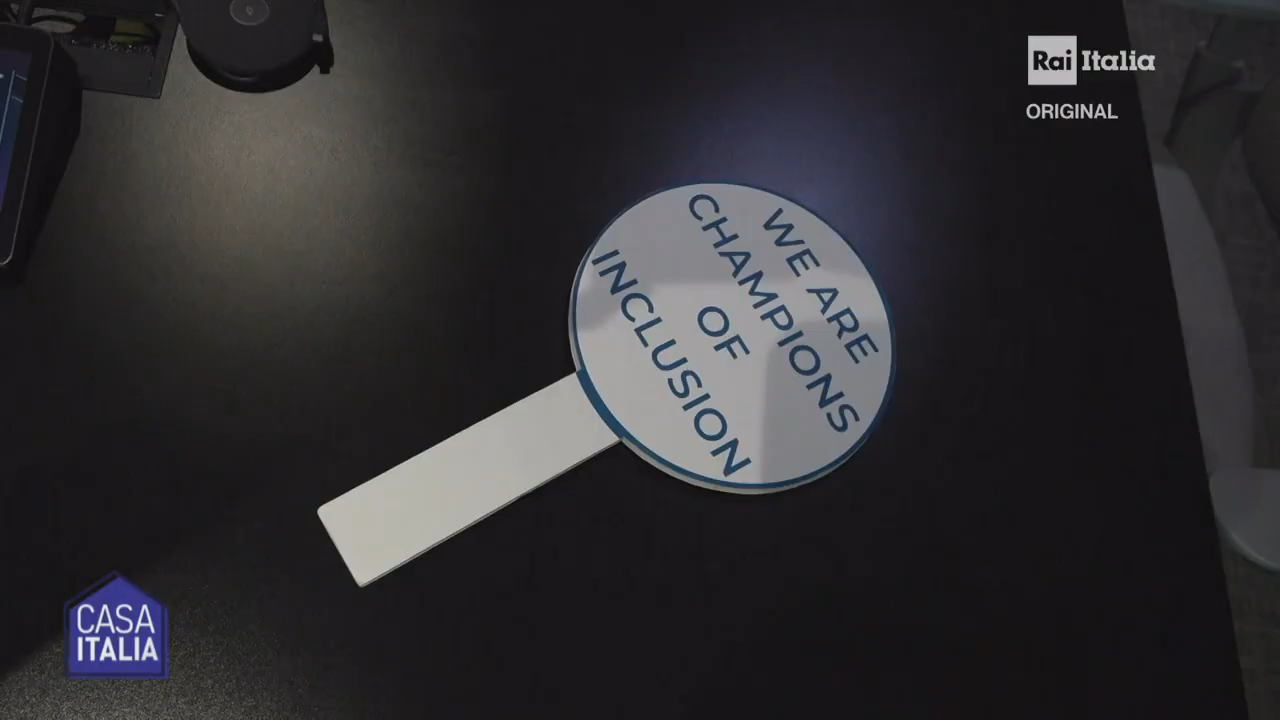 Rai Italia
ORIGINAL
WE ARE
CHAMPIONS
OF
INCLUSION
CASA
ITALIA